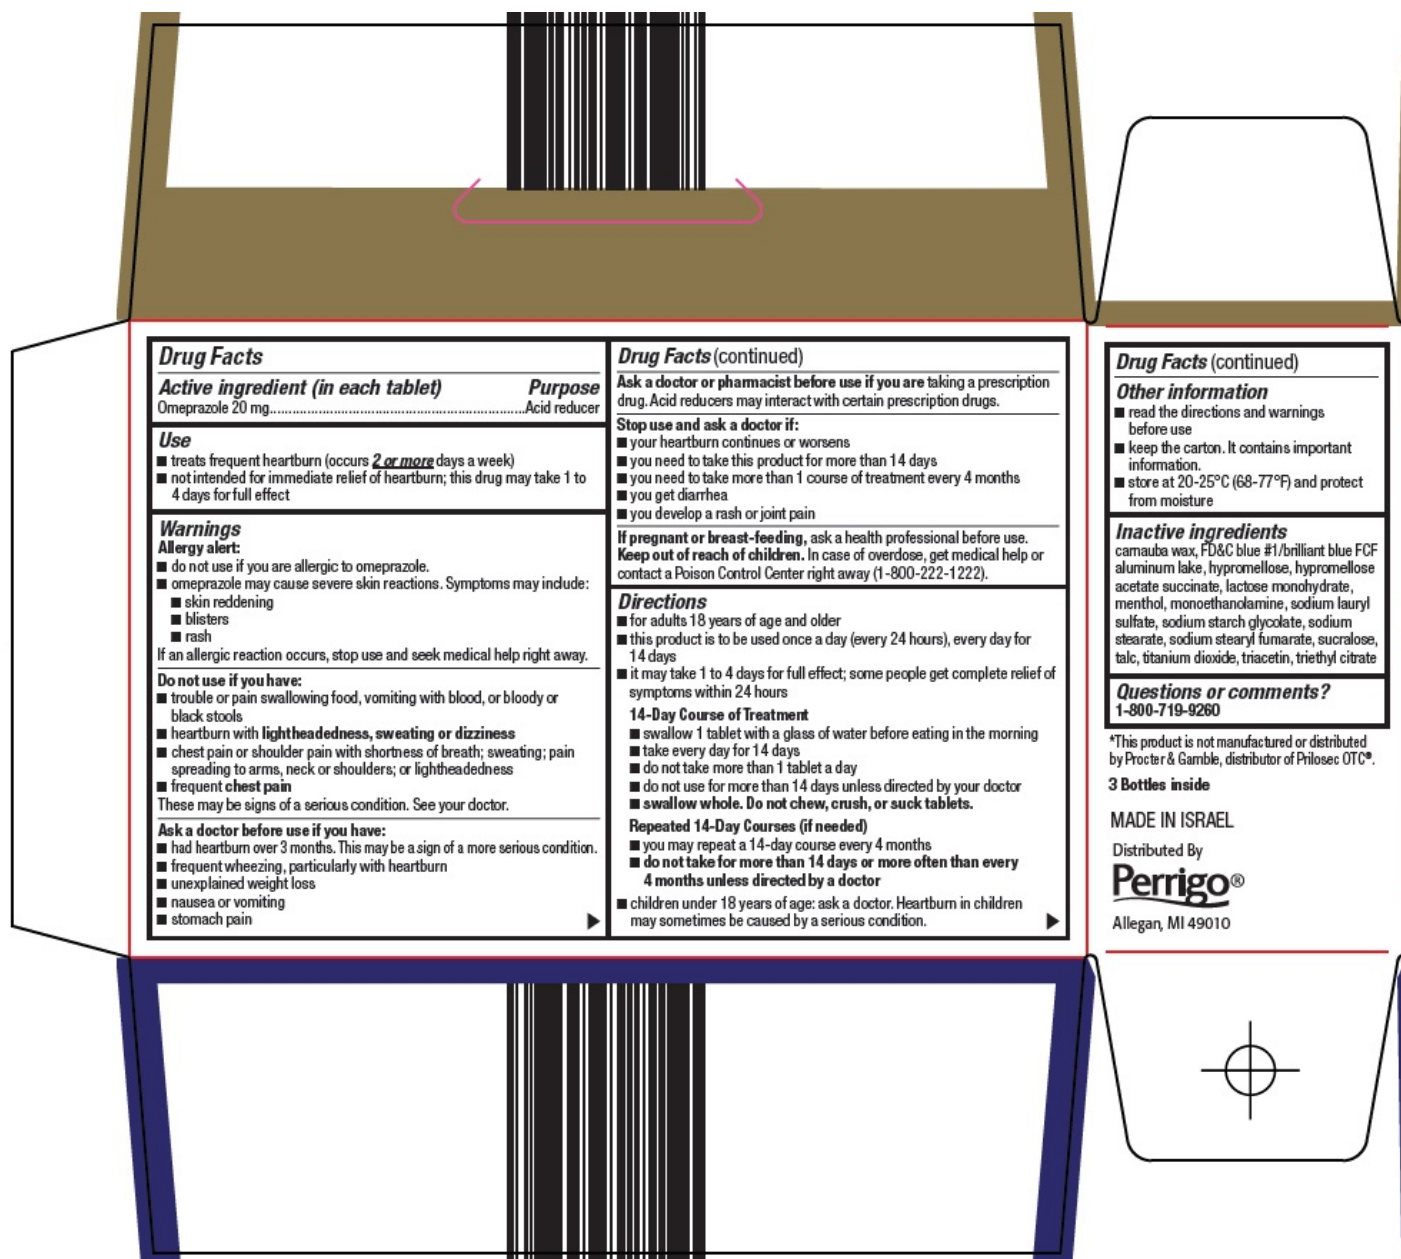 Drug Facts
Active ingredient (in each tablet) Purpose
Omeprazole 20 mg....................................................................Acid reducer
Use
■ treats frequent heartburn (occurs 2 or more days a week)
■ not intended for immediate relief of heartburn; this drug may take 1 to
4 days for full effect
Warnings
Allergy alert:
■ do not use if you are allergic to omeprazole.
■ omeprazole may cause severe skin reactions. Symptoms may include:
■ skin reddening
■ blisters
■ rash
If an allergic reaction occurs, stop use and seek medical help right away.
Do not use if you have:
■ trouble or pain swallowing food, vomiting with blood, or bloody or
black stools
■ heartburn with lightheadedness, sweating or dizziness
■ chest pain or shoulder pain with shortness of breath; sweating; pain
spreading to arms, neck or shoulders; or lightheadedness
■ frequent chest pain
These may be signs of a serious condition. See your doctor.
Ask a doctor before use if you have:
■ had heartburn over 3 months. This may be a sign of a more serious condition.
■ frequent wheezing, particularly with heartburn
■ unexplained weight loss
■ nausea or vomiting
■ stomach pain
Drug Facts (continued)
Ask a doctor or pharmacist before use if you are taking a prescription
drug. Acid reducers may interact with certain prescription drugs.
Stop use and ask a doctor if:
■ your heartburn continues or worsens
■ you need to take this product for more than 14 days
■ you need to take more than 1 course of treatment every 4 months
■ you get diarrhea
■ you develop a rash or joint pain
If pregnant or breast-feeding, ask a health professional before use.
Keep out of reach of children. In case of overdose, get medical help or
contact a Poison Control Center right away (1-800-222-1222).
Directions
■ for adults 18 years of age and older
■ this product is to be used once a day (every 24 hours), every day for
14 days
■ it may take 1 to 4 days for full effect; some people get complete relief of
symptoms within 24 hours
14-Day Course of Treatment
■ swallow 1 tablet with a glass of water before eating in the morning
■ take every day for 14 days
■ do not take more than 1 tablet a day
■ do not use for more than 14 days unless directed by your doctor
■ swallow whole. Do not chew, crush, or suck tablets.
Repeated 14-Day Courses (if needed)
■ you may repeat a 14-day course every 4 months
■ do not take for more than 14 days or more often than every
4 months unless directed by a doctor
■ children under 18 years of age: ask a doctor. Heartburn in children
may sometimes be caused by a serious condition.
Drug Facts (continued)
Other information
■ read the directions and warnings
before use
■ keep the carton. It contains important
information.
■ store at 20-25°C (68-77°F) and protect
from moisture
Inactive ingredients
carnauba wax, FD&C blue #1/brilliant blue FCF
aluminum lake, hypromellose, hypromellose
acetate succinate, lactose monohydrate,
menthol, monoethanolamine, sodium lauryl
sulfate, sodium starch glycolate, sodium
stearate, sodium stearyl fumarate, sucralose,
talc, titanium dioxide, triacetin, triethyl citrate
Questions or comments?
1-800-719-9260
*This product is not manufactured or distributed
by Procter & Gamble, distributor of Prilosec OTC®.
3 Bottles inside
MADE IN ISRAEL
Distributed By
Perrigo®
Allegan, MI 49010